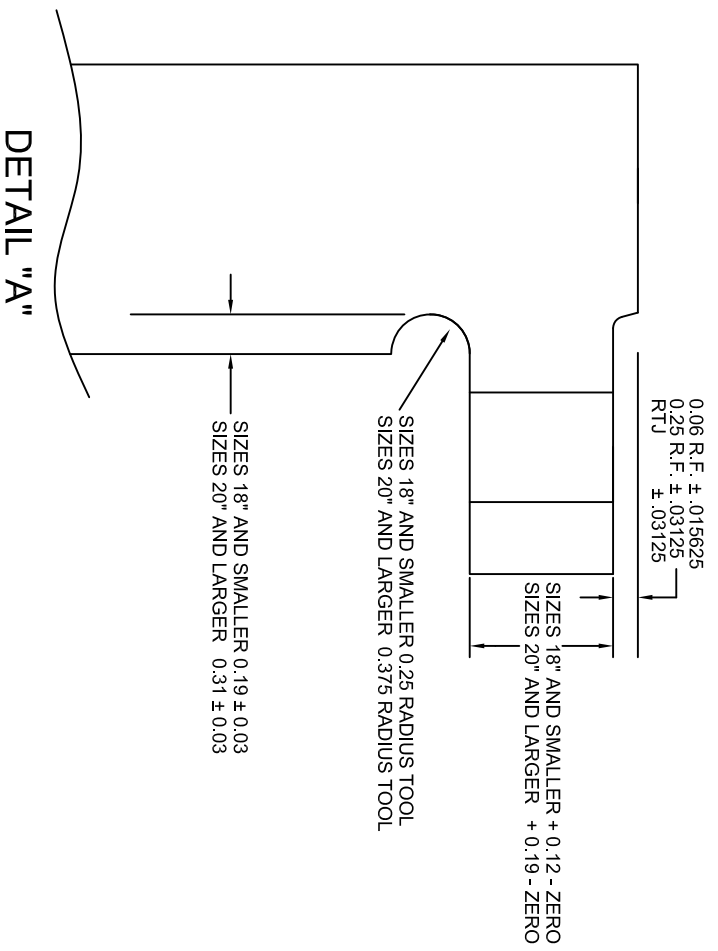 0.06 R.F. ± .015625
0.25 R.F. ± .03125
RTJ ± .03125
SIZES 18" AND SMALLER + 0.12 - ZERO
SIZES 20" AND LARGER + 0.19 - ZERO
SIZES 18" AND SMALLER 0.25 RADIUS TOOL
SIZES 20" AND LARGER 0.375 RADIUS TOOL
SIZES 18" AND SMALLER 0.19 ± 0.03
SIZES 20" AND LARGER 0.31 ± 0.03
DETAIL "A"